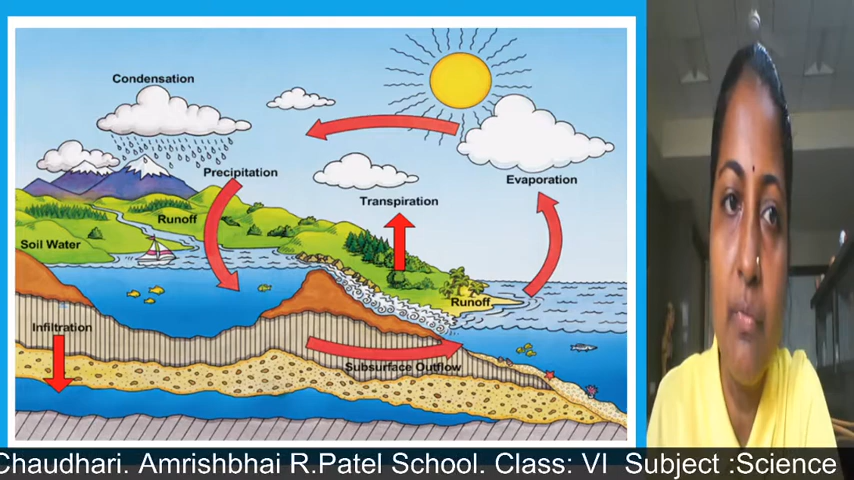 Condensation
Precipitation
Evaporation
Transpiration
Runoff
Soil Water
Runoff
Infiltration
Subsurface Outflow
Chaudhari. Amrishbhai R.Patel School. Class: VI Subject :Science